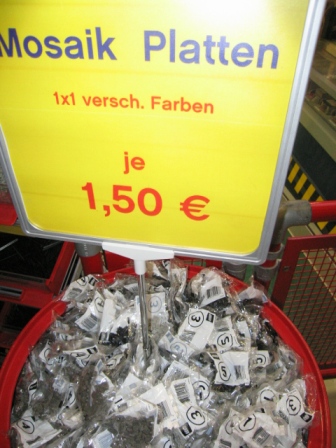 Mosaik Platten
1x1 versch. Farben
je
1,50 €